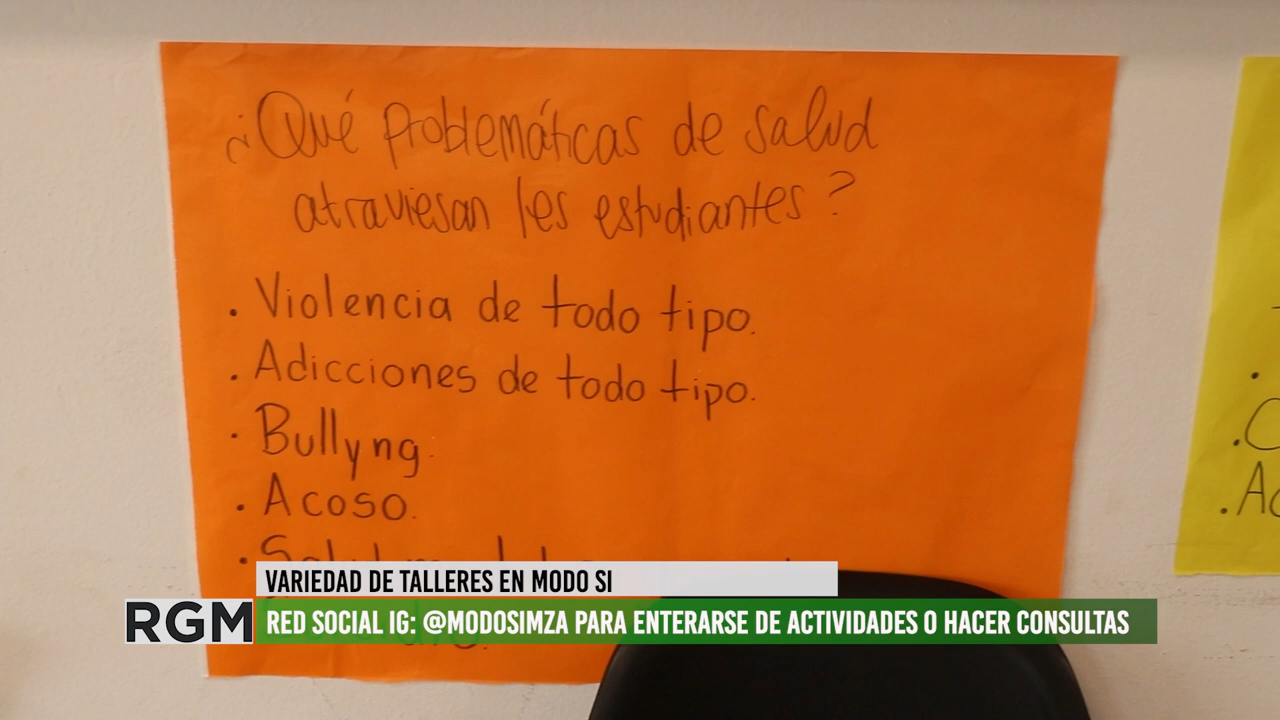 ¿Qué problemáticas de salud
atraviesan les estudiantes?
. Violencia de todo tipo.
. Adicciones de todo tipo.
. Bullyng.
. Acoso.
VARIEDAD DE TALLERES EN MODO SI
RGM
RED SOCIAL IG: @MODOSIMZA PARA ENTERARSE DE ACTIVIDADES O HACER CONSULTAS